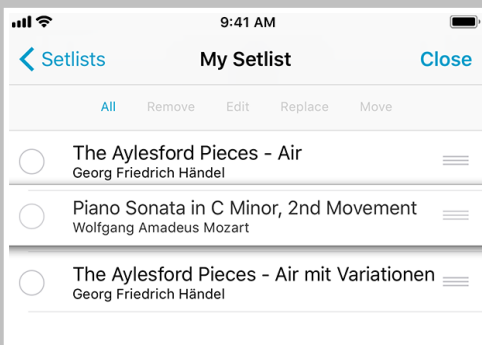 9:41 AM
Setlists My Setlist Close
All Remove Edit Replace Move
The Aylesford Pieces - Air
Georg Friedrich Händel
Piano Sonata in C Minor, 2nd Movement
Wolfgang Amadeus Mozart
The Aylesford Pieces - Air mit Variationen
Georg Friedrich Händel